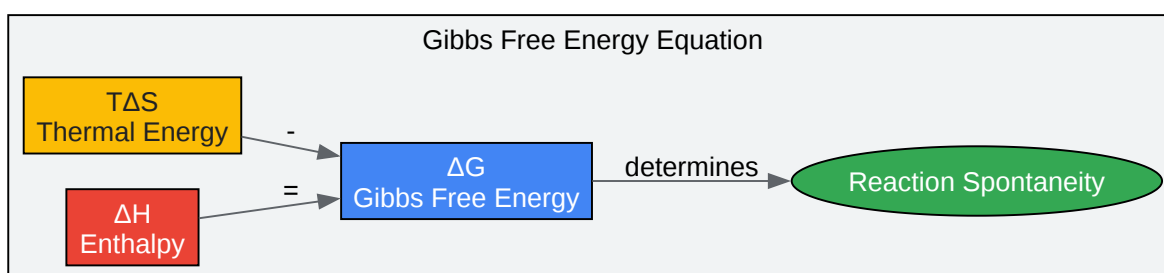 Gibbs Free Energy Equation
TΔS
Thermal Energy
-
ΔH
Enthalpy
=
ΔG
Gibbs Free Energy
determines
Reaction Spontaneity